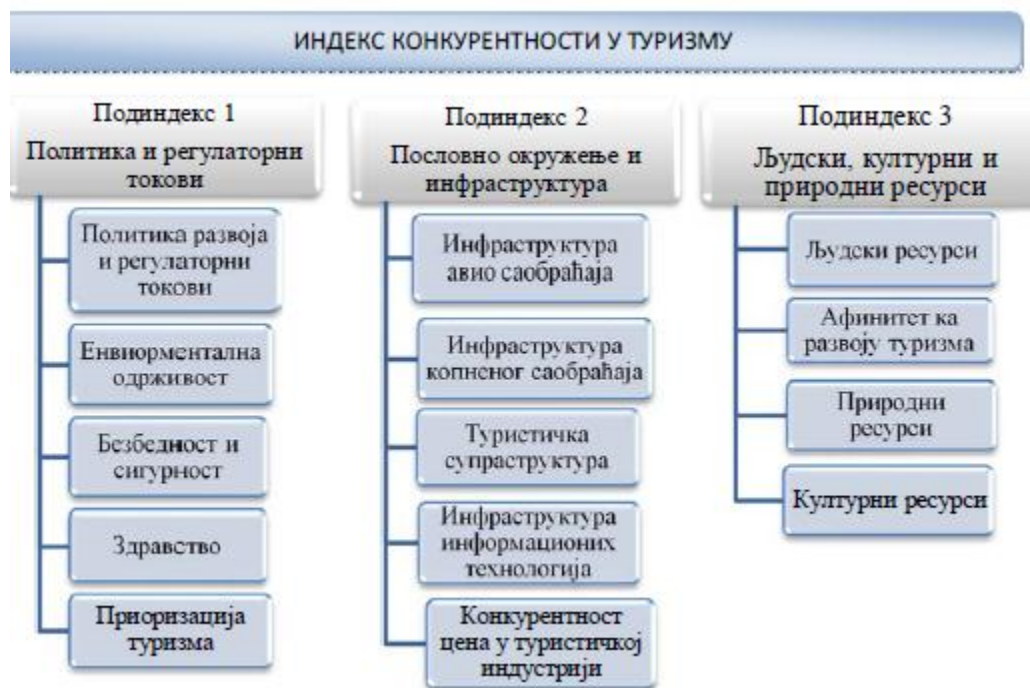 ИНДЕКС КОНКУРЕНТНОСТИ У ТУРИЗМУ
Подиндекс 1
Политика и регулаторни
токови
Политика развоја
и регулаторни
токови
Енвиорментална
одрживост
Безбедност и
сигурност
Здравство
Приоризација
туризма
Подиндекс 2
Пословно окружење и
инфраструктура
Инфраструктура
авио саобраћаја
Инфраструктура
копненог саобраћаја
Туристичка
супраструктура
Инфраструктура
информационих
технологија
Конкурентност
цена у туристичкој
индустрији
Подиндекс 3
Људски, културни и
природни ресурси
Људски ресурси
Афинитет ка
развоју туризма
Природни
ресурси
Културни ресурси